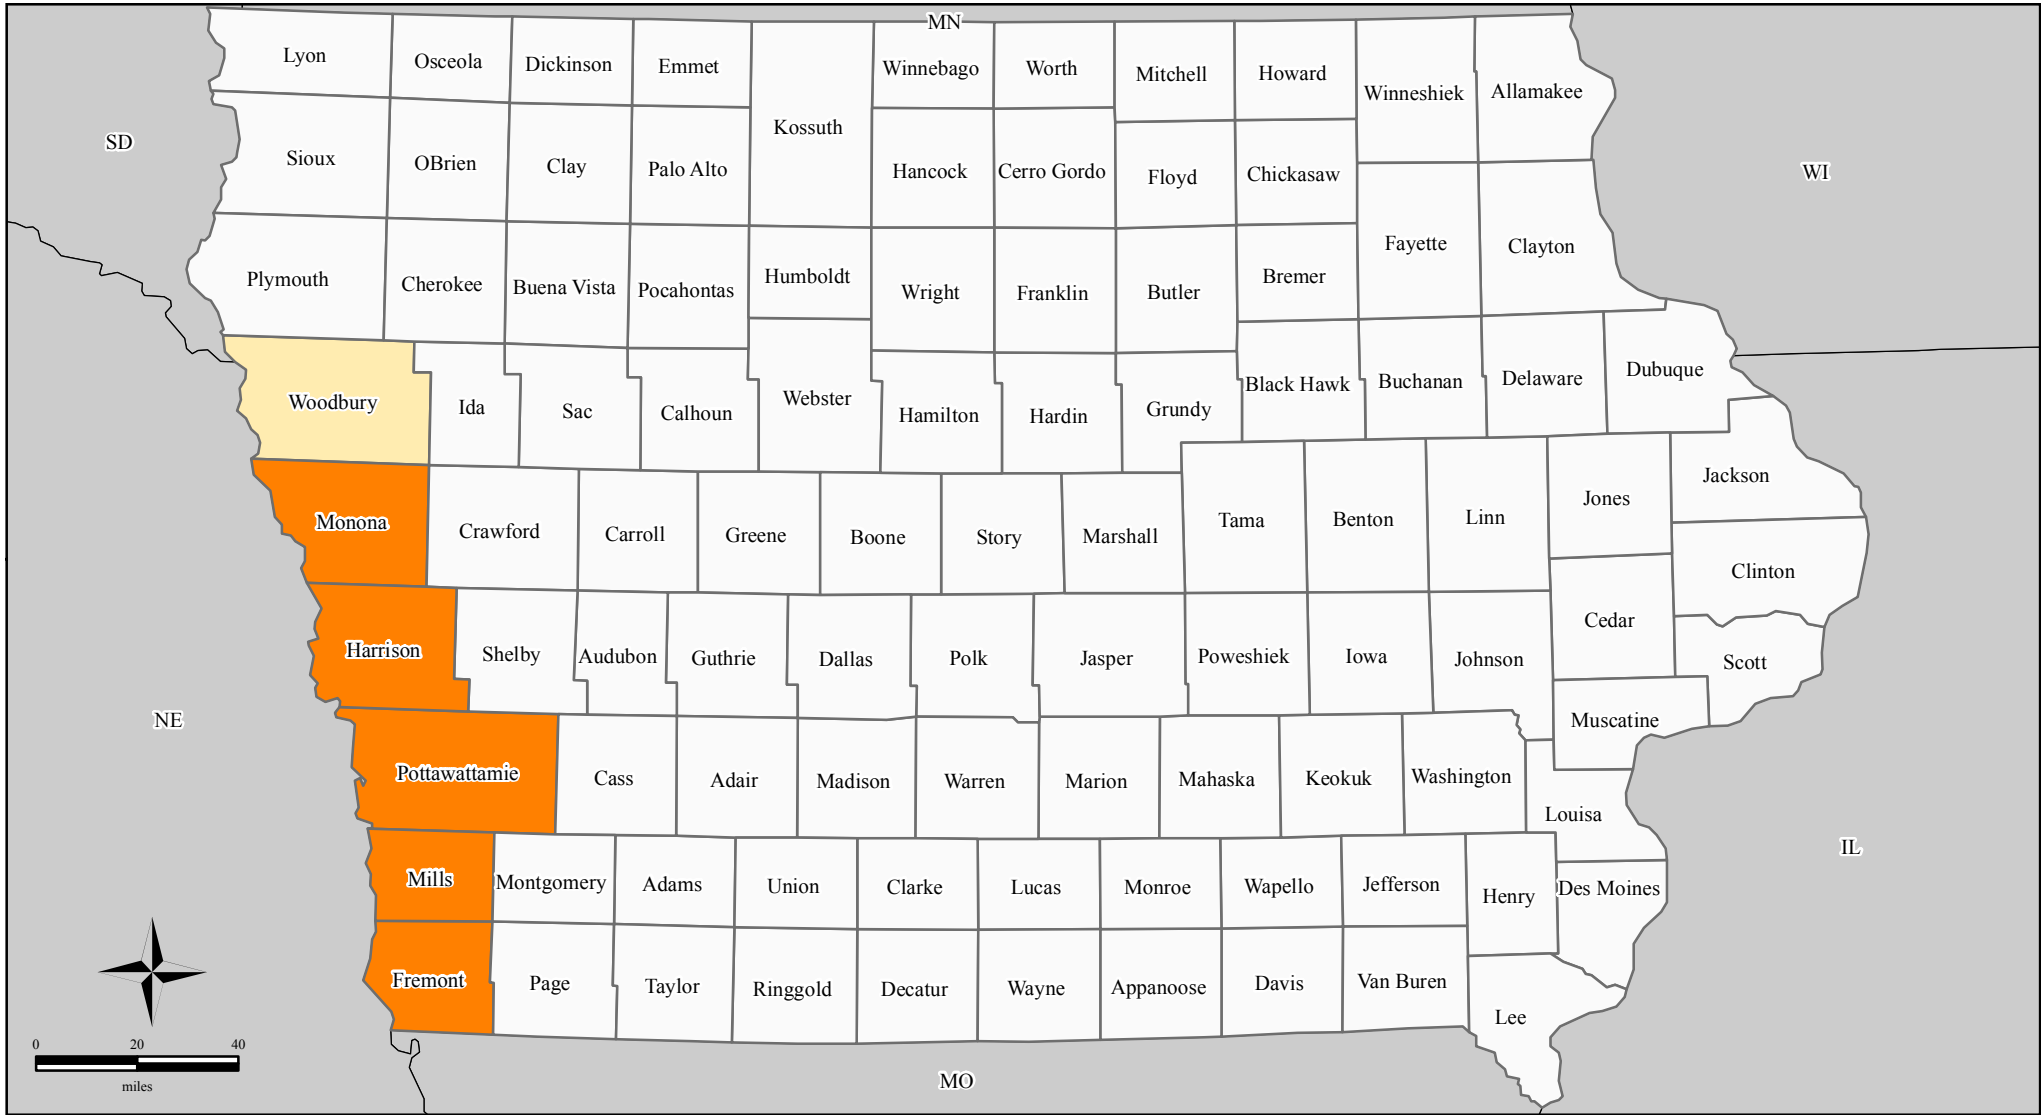 MN
Lyon
Osceola
Dickinson
Emmet
Kossuth
Winnebago
Worth
Mitchell
Howard
Winneshiek
Allamakee
SD
Sioux
OBrien
Clay
Palo Alto
Hancock
Cerro Gordo
Floyd
Chickasaw
WI
Plymouth
Cherokee
Buena Vista
Pocahontas
Humboldt
Wright
Franklin
Butler
Bremer
Fayette
Clayton
Woodbury
Ida
Sac
Calhoun
Webster
Hamilton
Hardin
Grundy
Black Hawk
Buchanan
Delaware
Dubuque
Monona
Crawford
Carroll
Greene
Boone
Story
Marshall
Tama
Benton
Linn
Jones
Jackson
Clinton
Harrison
Shelby
Audubon
Guthrie
Dallas
Polk
Jasper
Poweshiek
Iowa
Johnson
Cedar
Scott
NE
Pottawattamie
Cass
Adair
Madison
Warren
Marion
Mahaska
Keokuk
Washington
Muscatine
Louisa
IL
Mills
Montgomery
Adams
Union
Clarke
Lucas
Monroe
Wapello
Jefferson
Henry
Des Moines
Fremont
Page
Taylor
Ringgold
Decatur
Wayne
Appanoose
Davis
Van Buren
Lee
0 20 40
miles
MO